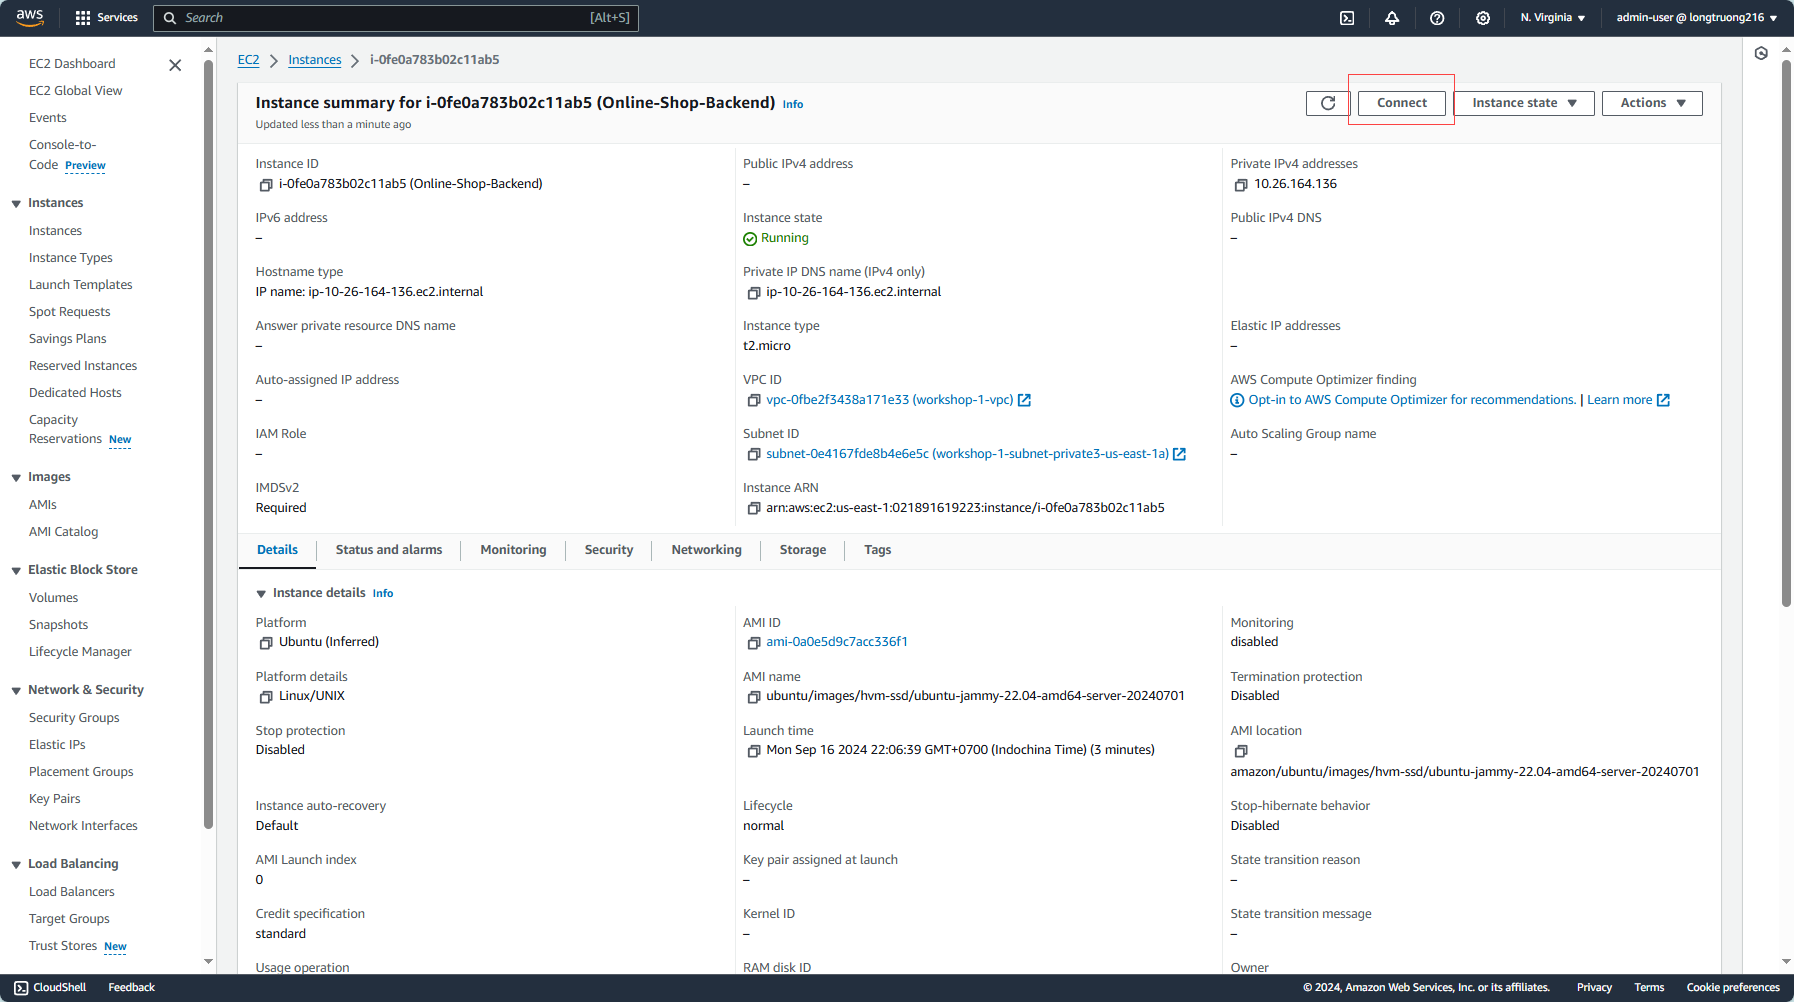 aws
Services
Search
[Alt+S]
N. Virginia
admin-user @ longtruong216
EC2 Dashboard
EC2 Global View
Events
Console-to-
Code Preview
Instances
Instances
Instance Types
Launch Templates
Spot Requests
Savings Plans
Reserved Instances
Dedicated Hosts
Capacity
Reservations New
Images
AMIs
AMI Catalog
Elastic Block Store
Volumes
Snapshots
Lifecycle Manager
Network & Security
Security Groups
Elastic IPs
Placement Groups
Key Pairs
Network Interfaces
Load Balancing
Load Balancers
Target Groups
Trust Stores New
EC2
Instances
i-0fe0a783b02c11ab5
Instance summary for i-0fe0a783b02c11ab5 (Online-Shop-Backend) Info
Updated less than a minute ago
Connect
Instance state
Actions
Instance ID
i-0fe0a783b02c11ab5 (Online-Shop-Backend)
Public IPv4 address
–
Private IPv4 addresses
10.26.164.136
IPv6 address
–
Instance state
Running
Public IPv4 DNS
–
Hostname type
IP name: ip-10-26-164-136.ec2.internal
Private IP DNS name (IPv4 only)
ip-10-26-164-136.ec2.internal
Answer private resource DNS name
–
Instance type
t2.micro
Elastic IP addresses
–
Auto-assigned IP address
–
VPC ID
vpc-0fbe2f3438a171e33 (workshop-1-vpc)
AWS Compute Optimizer finding
Opt-in to AWS Compute Optimizer for recommendations. | Learn more
IAM Role
–
Subnet ID
subnet-0e4167fde8b4e6e5c (workshop-1-subnet-private3-us-east-1a)
Auto Scaling Group name
–
IMDSv2
Required
Instance ARN
arn:aws:ec2:us-east-1:021891619223:instance/i-0fe0a783b02c11ab5
Details
Status and alarms
Monitoring
Security
Networking
Storage
Tags
Instance details Info
Platform
Ubuntu (Inferred)
AMI ID
ami-0a0e5d9c7acc336f1
Monitoring
disabled
Platform details
Linux/UNIX
AMI name
ubuntu/images/hvm-ssd/ubuntu-jammy-22.04-amd64-server-20240701
Termination protection
Disabled
Stop protection
Disabled
Launch time
Mon Sep 16 2024 22:06:39 GMT+0700 (Indochina Time) (3 minutes)
AMI location
amazon/ubuntu/images/hvm-ssd/ubuntu-jammy-22.04-amd64-server-20240701
Instance auto-recovery
Default
Lifecycle
normal
Stop-hibernate behavior
Disabled
AMI Launch index
0
Key pair assigned at launch
–
State transition reason
–
Credit specification
standard
Kernel ID
–
State transition message
–
Usage operation
RAM disk ID
Owner
CloudShell
Feedback
© 2024, Amazon Web Services, Inc. or its affiliates.
Privacy
Terms
Cookie preferences